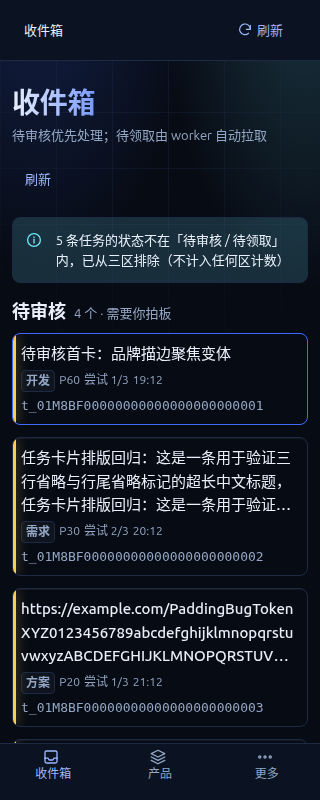 收件箱
刷新
收件箱
待审核优先处理；待领取由 worker 自动拉取
刷新
5 条任务的状态不在「待审核 / 待领取」
内，已从三区排除（不计入任何区计数）
待审核 4 个 · 需要你拍板
待审核首卡：品牌描边聚焦变体
开发 P60 尝试 1/3 19:12
t_01M8BF00000000000000000001
任务卡片排版回归：这是一条用于验证三
行省略与行尾省略标记的超长中文标题，
任务卡片排版回归：这是一条用于验证…
需求 P30 尝试 2/3 20:12
t_01M8BF00000000000000000002
https://example.com/PaddingBugToken
XYZ0123456789abcdefghijklmnopqrstu
vwxyzABCDEFGHIJKLMNOPQRSTUV…
方案 P20 尝试 1/3 21:12
t_01M8BF00000000000000000003
收件箱
产品
更多